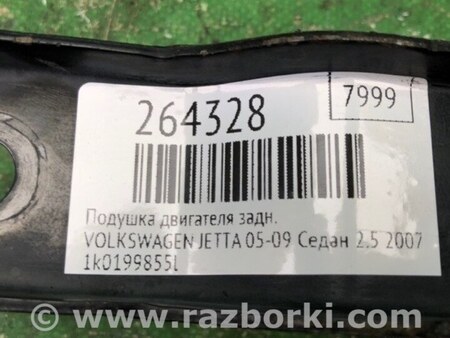 7999
264328
Подушка двигателя задн.
VOLKSWAGEN JETTA 05-09 Седан 2.5 2007
1k0199855l
www.razborki.com